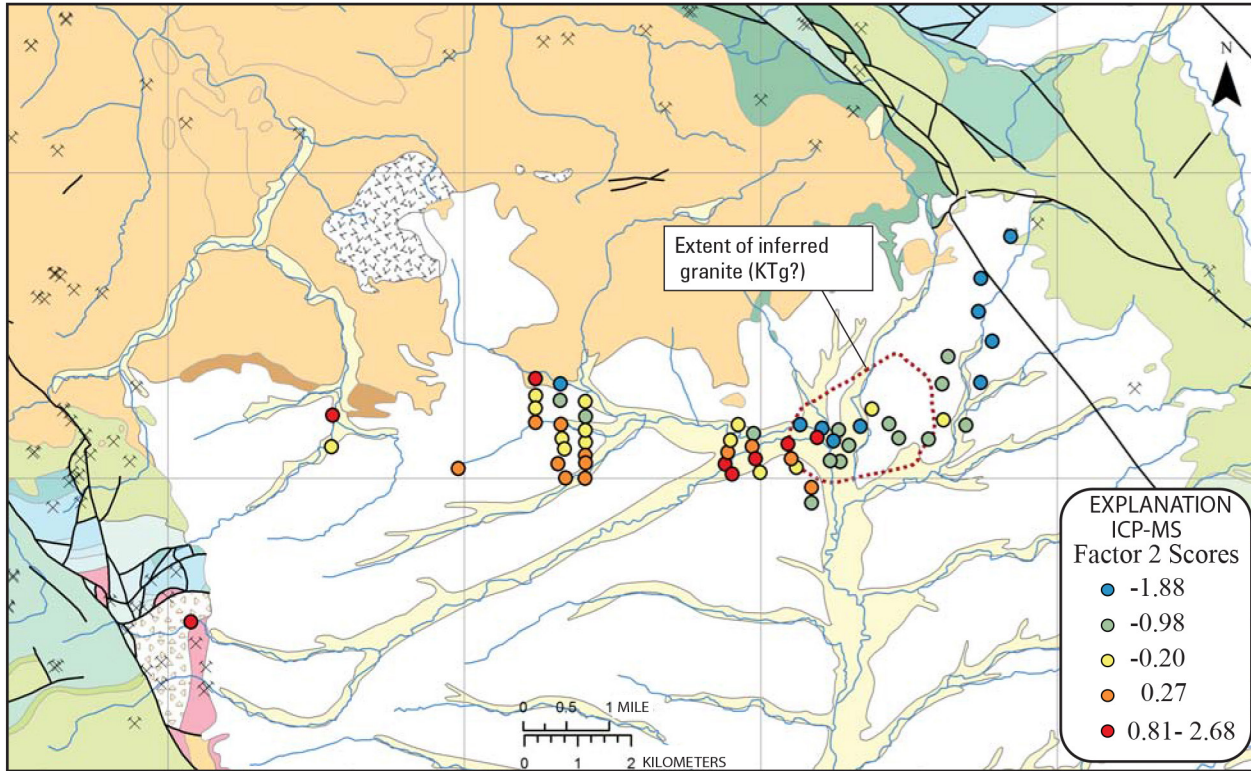 N
Extent of inferred
granite (KTg?)
EXPLANATION
ICP-MS
Factor 2 Scores
-1.88
-0.98
-0.20
0.27
0.81- 2.68
0 0.5 1 MILE
0 1 2 KILOMETERS